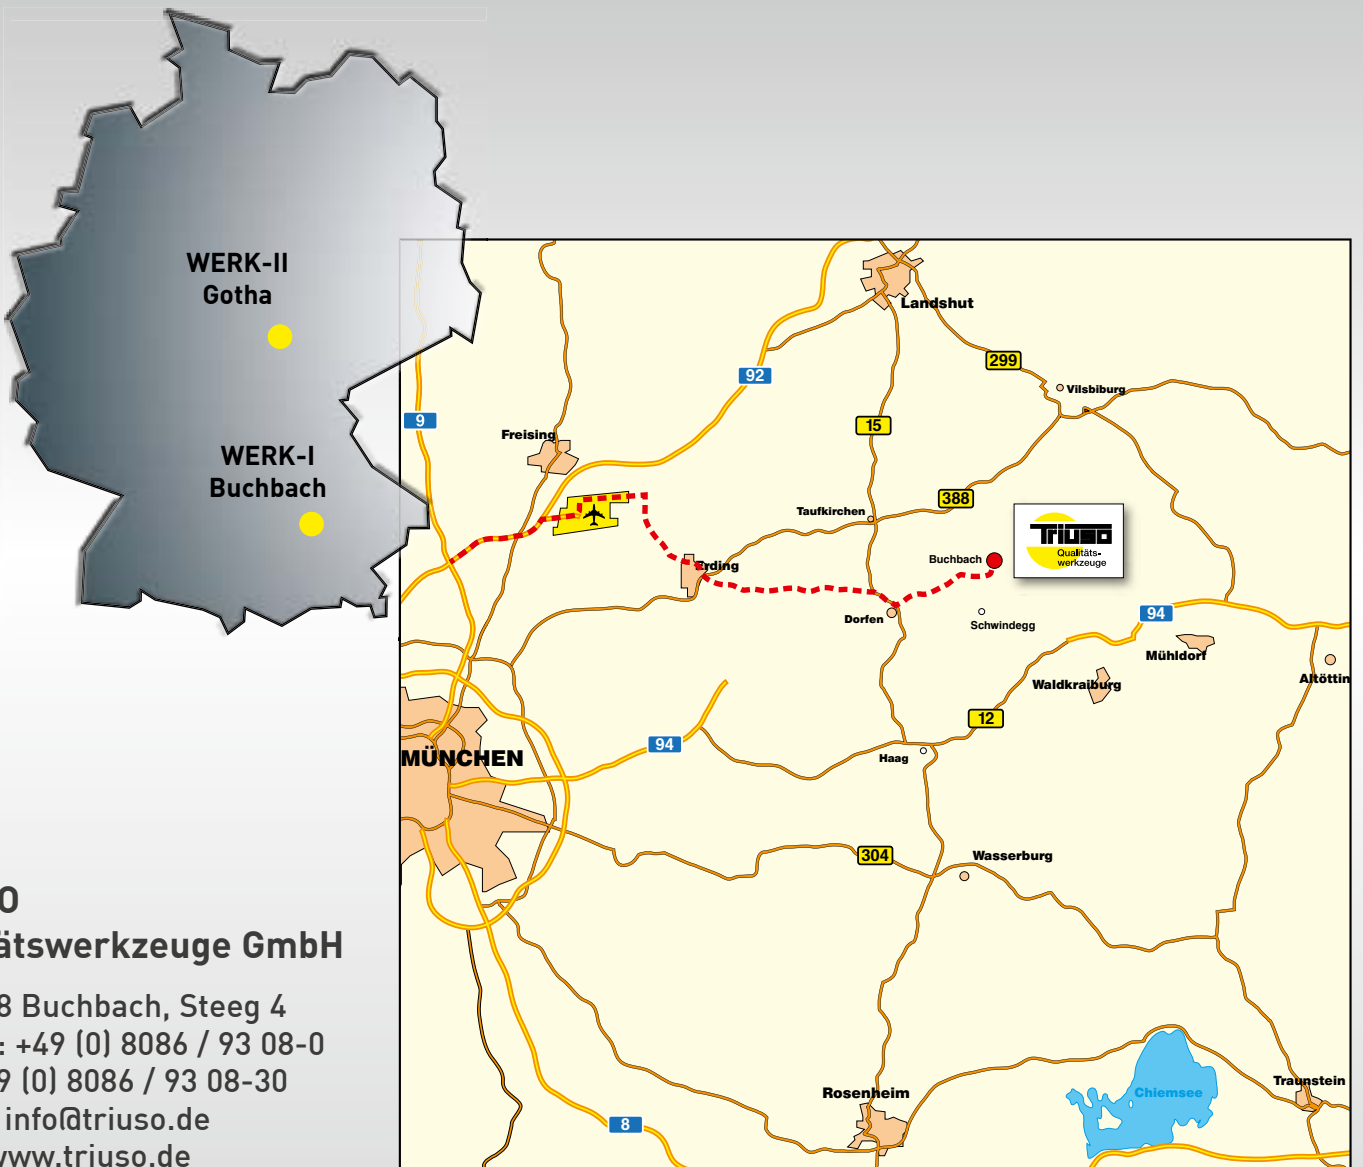 WERK-II
Gotha
WERK-I
Buchbach
Landshut
299
Vilsbiburg
92
9
15
Freising
388
Taufkirchen
TRIUSO
Qualitäts-
werkzeuge
Buchbach
Erding
Dorfen
Schwindegg
94
Mühldorf
Waldkraiburg
Altöttin
12
94
Haag
MÜNCHEN
304
Wasserburg
Rosenheim
Chiemsee
Traunstein
8
O
ätswerkzeuge GmbH
8 Buchbach, Steeg 4
: +49 (0) 8086 / 93 08-0
9 (0) 8086 / 93 08-30
info@triuso.de
www.triuso.de